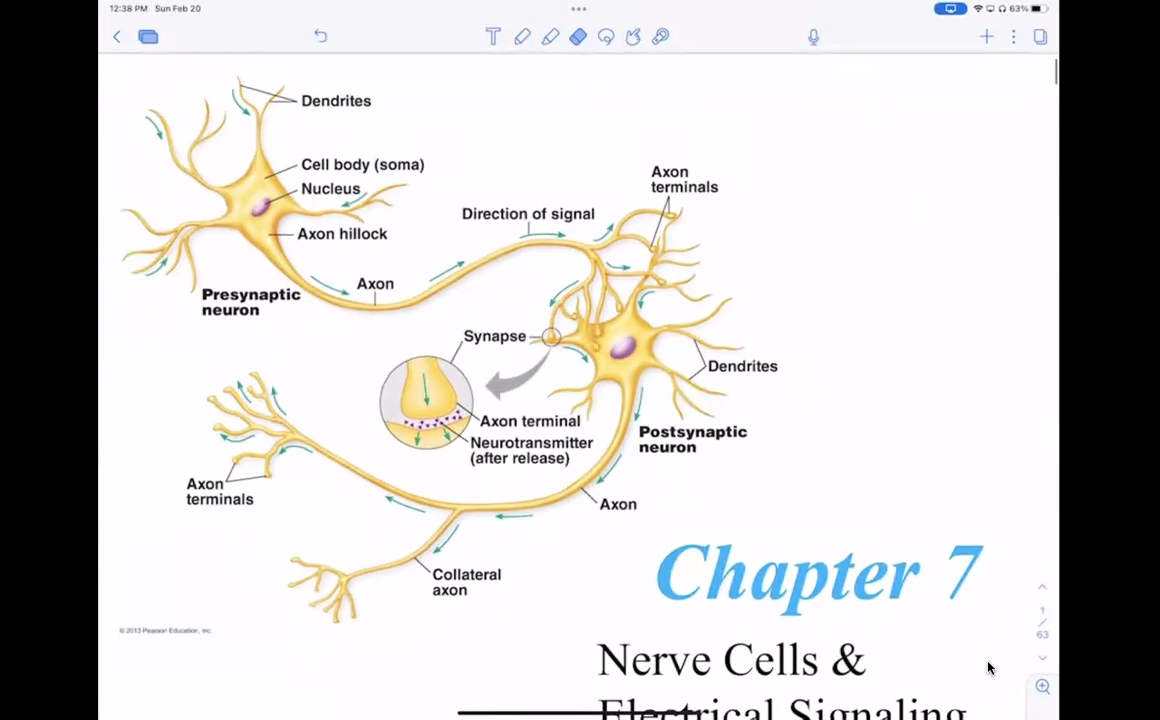 12:38 PM Sun Feb 20
63%
T
Dendrites
Cell body (soma)
Nucleus
Axon hillock
Presynaptic
neuron
Axon
Direction of signal
Axon
terminals
Synapse
Dendrites
Axon terminal
Neurotransmitter
(after release)
Postsynaptic
neuron
Axon
terminals
Axon
Collateral
axon
© 2013 Pearson Education, Inc.
Chapter 7
Nerve Cells &
Electrical Signaling
1
/
63